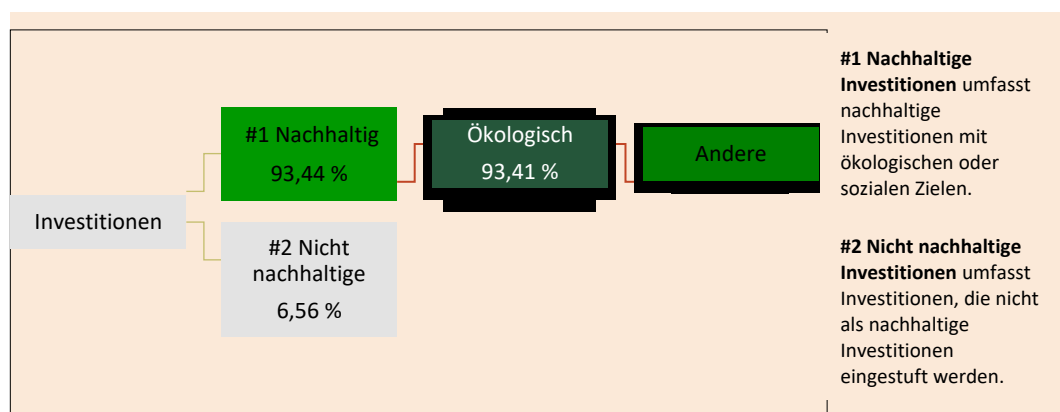 Investitionen
#1 Nachhaltig
93,44 %
#2 Nicht
nachhaltige
6,56 %
Ökologisch
93,41 %
Andere
#1 Nachhaltige
Investitionen umfasst
nachhaltige
Investitionen mit
ökologischen oder
sozialen Zielen.
#2 Nicht nachhaltige
Investitionen umfasst
Investitionen, die nicht
als nachhaltige
Investitionen
eingestuft werden.